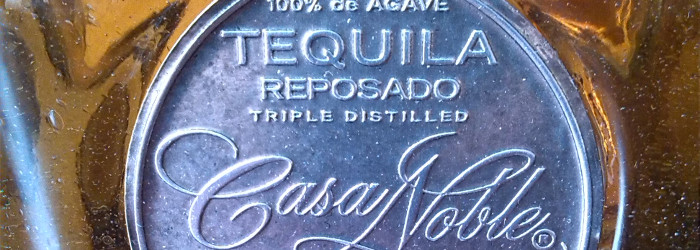 100% de AGAVE
TEQUILA
REPOSADO
TRIPLE DISTILLED
Casa Noble ®